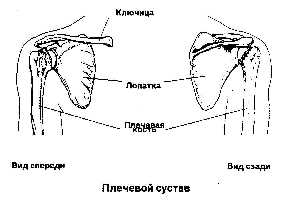 Ключица
Лопатка
Плечевая
кость
Вид спереди
Вид сзади
Плечевой сустав